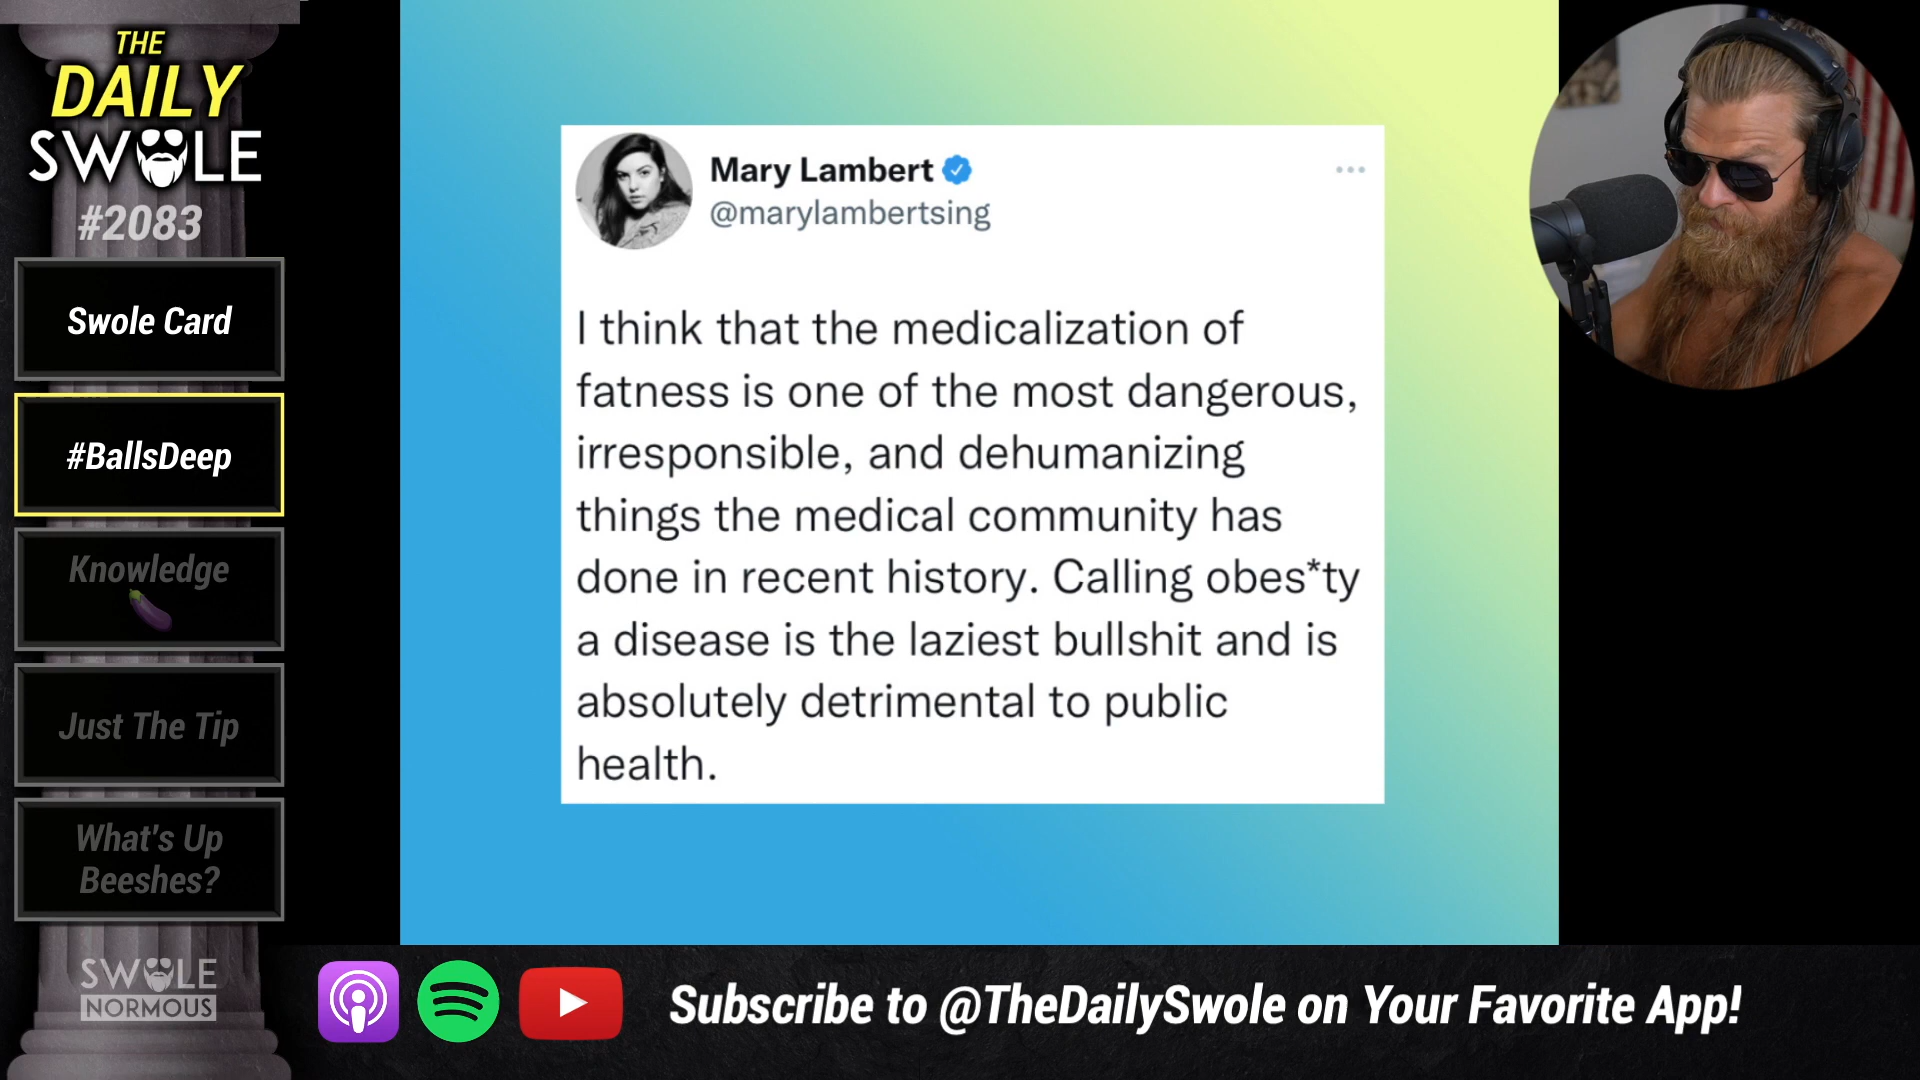 THE
DAILY
SWOLE
#2083
Swole Card
#BallsDeep
Knowledge
Just The Tip
What's Up
Beeshes?
SWOLE
NORMOUS
Mary Lambert
@marylambertsing
I think that the medicalization of
fatness is one of the most dangerous,
irresponsible, and dehumanizing
things the medical community has
done in recent history. Calling obes*ty
a disease is the laziest bullshit and is
absolutely detrimental to public
health.
Subscribe to @TheDailySwole on Your Favorite App!